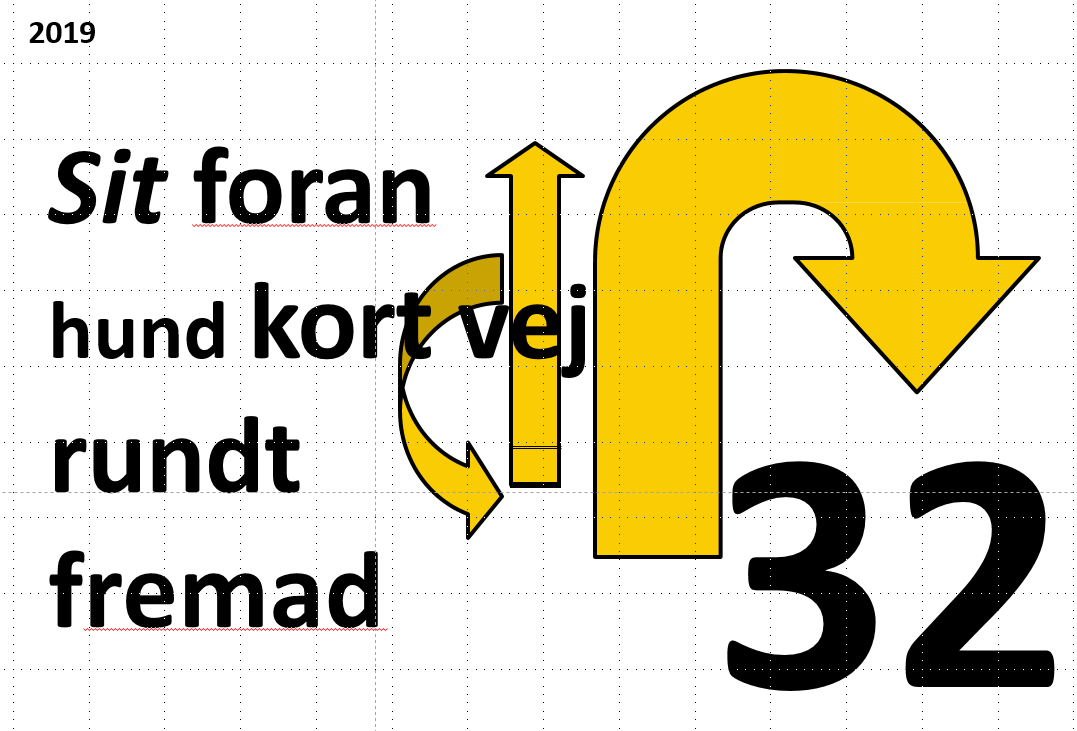 2019
Sit foran
hund kort vej
rundt
fremad
32